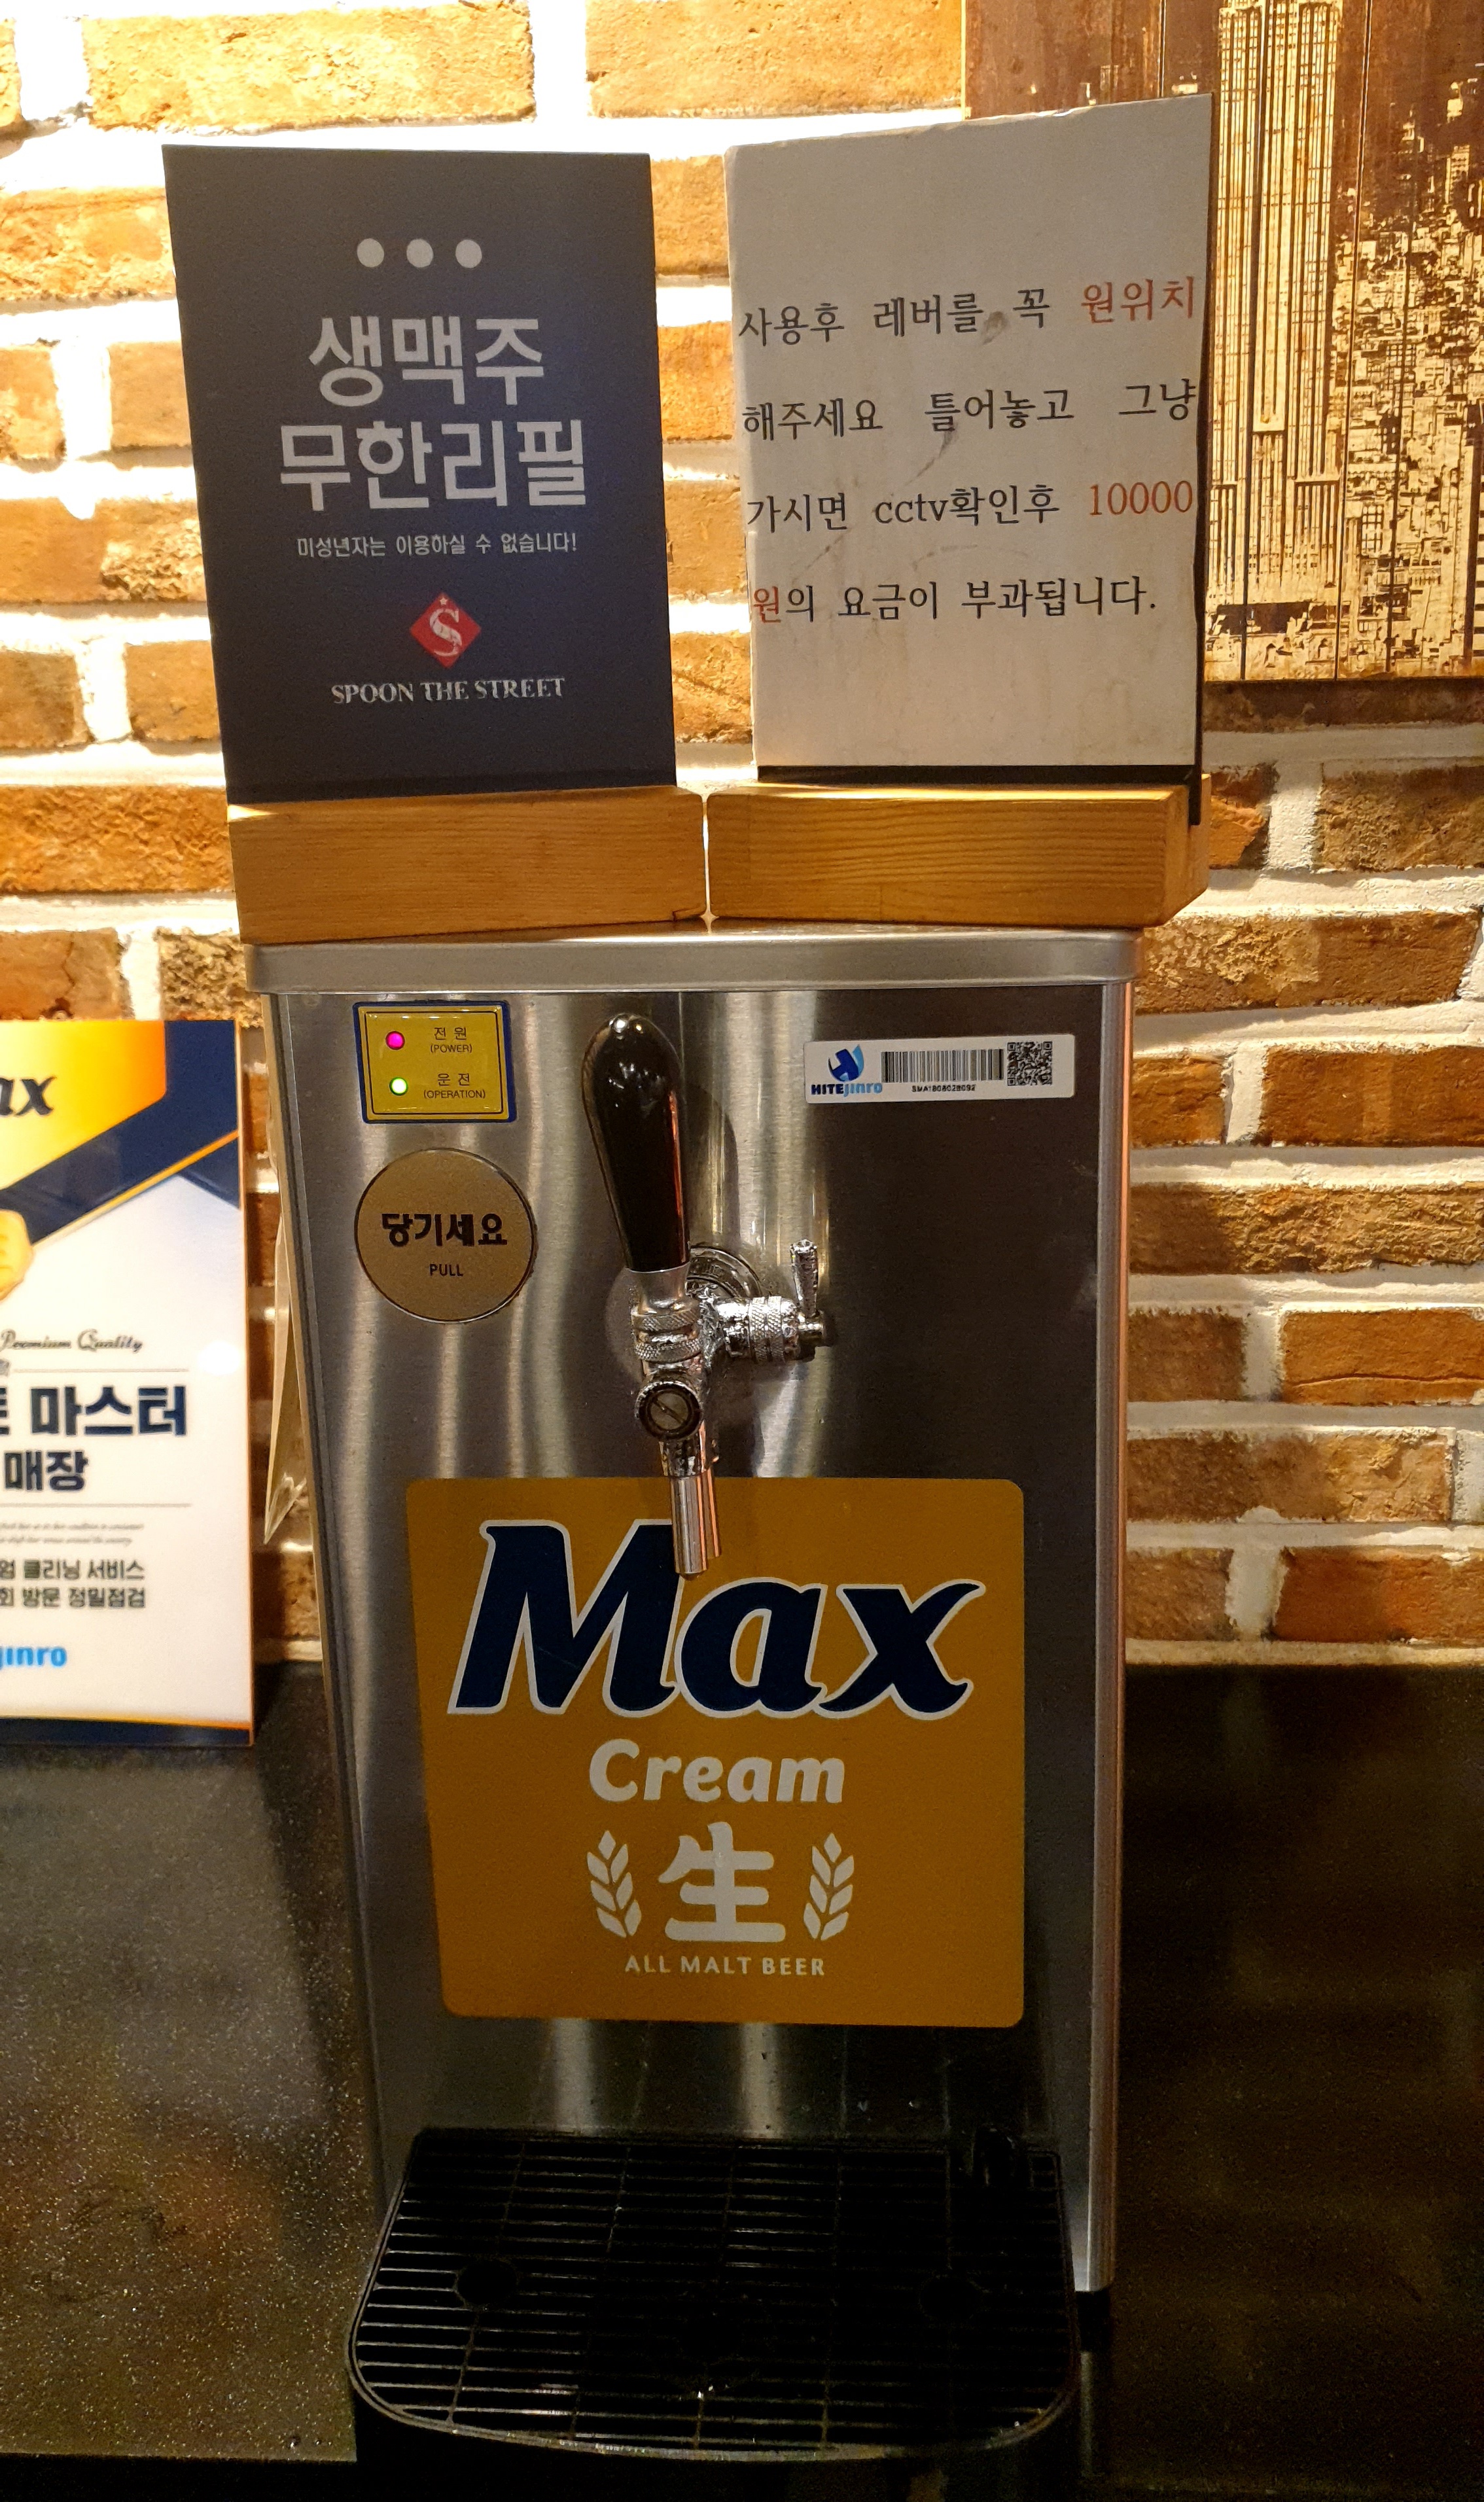 생맥주
무한리필
미성년자는 이용하실 수 없습니다!
S
SPOON THE STREET
사용후 레버를 꼭 원위치
해주세요 틀어놓고 그냥
가시면 cctv확인후 10000
원의 요금이 부과됩니다.
전원
(POWER)
운전
(OPERATION)
HITEjinro
SMA1808028092
당기세요
PULL
Max
Cream
生
ALL MALT BEER
ax
Premium Quality
마스터
매장
클리닝 서비스
회 방문 정밀점검
jinro